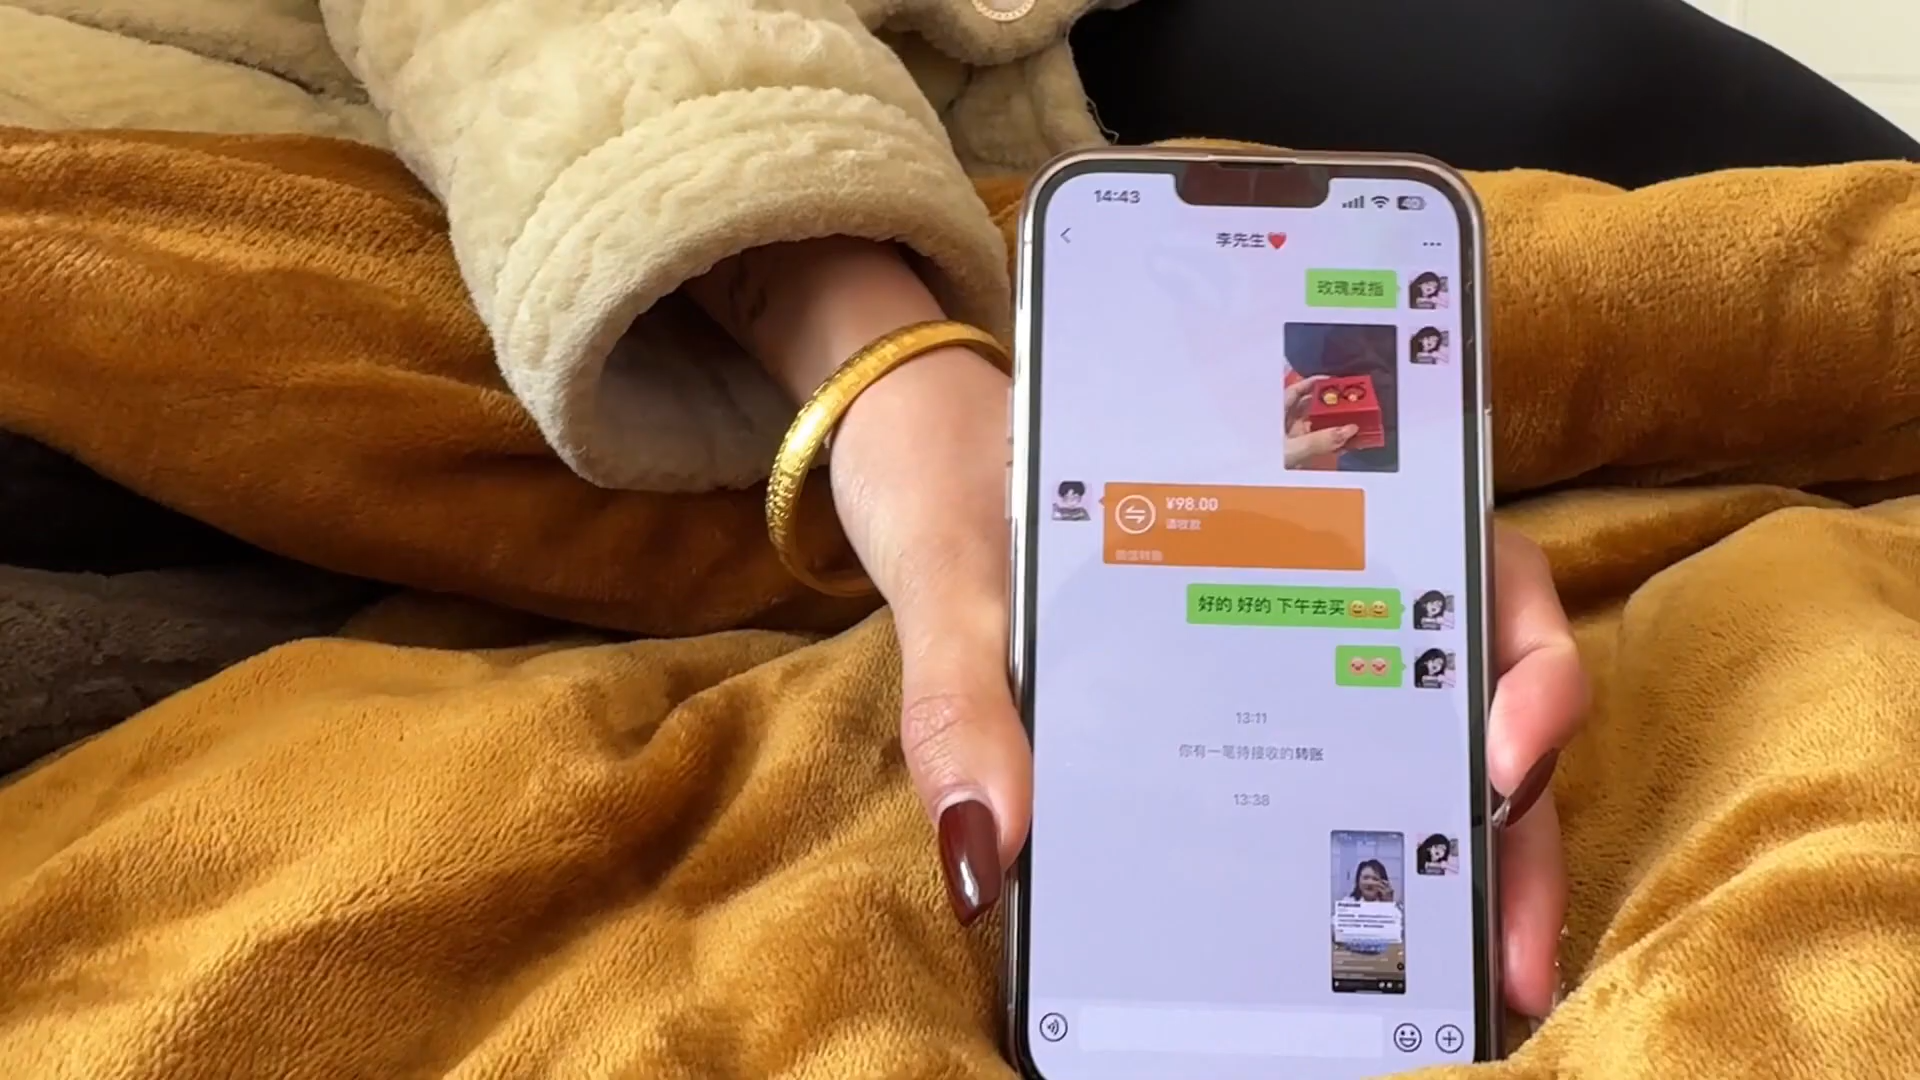 14:43
40
李先生❤️
玫瑰戒指
¥98.00
请收款
微信转账
好的 好的 下午去买😄😄
🐷🐷
13:11
你有一笔待接收的转账
13:38